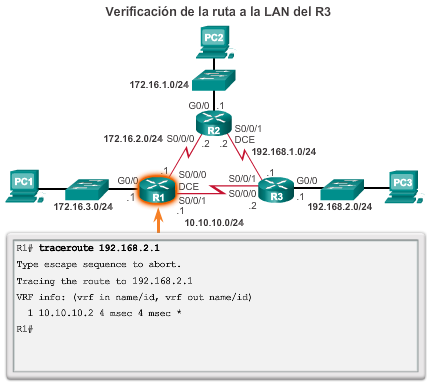 Verificación de la ruta a la LAN del R3
PC2
172.16.1.0/24
G0/0 .1
R2
172.16.2.0/24 S0/0/0 .2 .2 S0/0/1
DCE
192.168.1.0/24
PC1
172.16.3.0/24
G0/0
.1
R1
.1
S0/0/0
DCE
S0/0/1
.1
10.10.10.0/24
.1
S0/0/1
S0/0/0
.2
R3
G0/0
.1
192.168.2.0/24
PC3
R1# traceroute 192.168.2.1
Type escape sequence to abort.
Tracing the route to 192.168.2.1
VRF info: (vrf in name/id, vrf out name/id)
1 10.10.10.2 4 msec 4 msec *
R1#